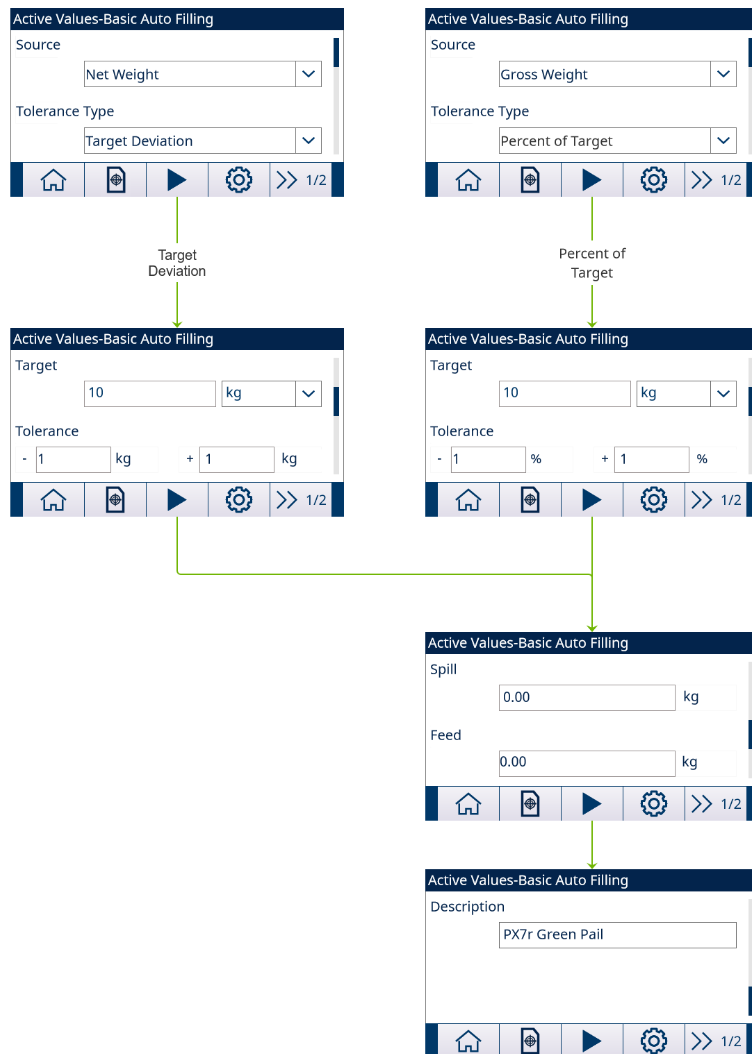 Active Values-Basic Auto Filling
Source
Net Weight
Tolerance Type
Target Deviation
1/2
Active Values-Basic Auto Filling
Source
Gross Weight
Tolerance Type
Percent of Target
1/2
Target
Deviation
Percent of
Target
Active Values-Basic Auto Filling
Target
10 kg
Tolerance
- 1 kg + 1 kg
1/2
Active Values-Basic Auto Filling
Target
10 kg
Tolerance
- 1 % + 1 %
1/2
Active Values-Basic Auto Filling
Spill
0.00 kg
Feed
0.00 kg
1/2
Active Values-Basic Auto Filling
Description
PX7r Green Pail
1/2